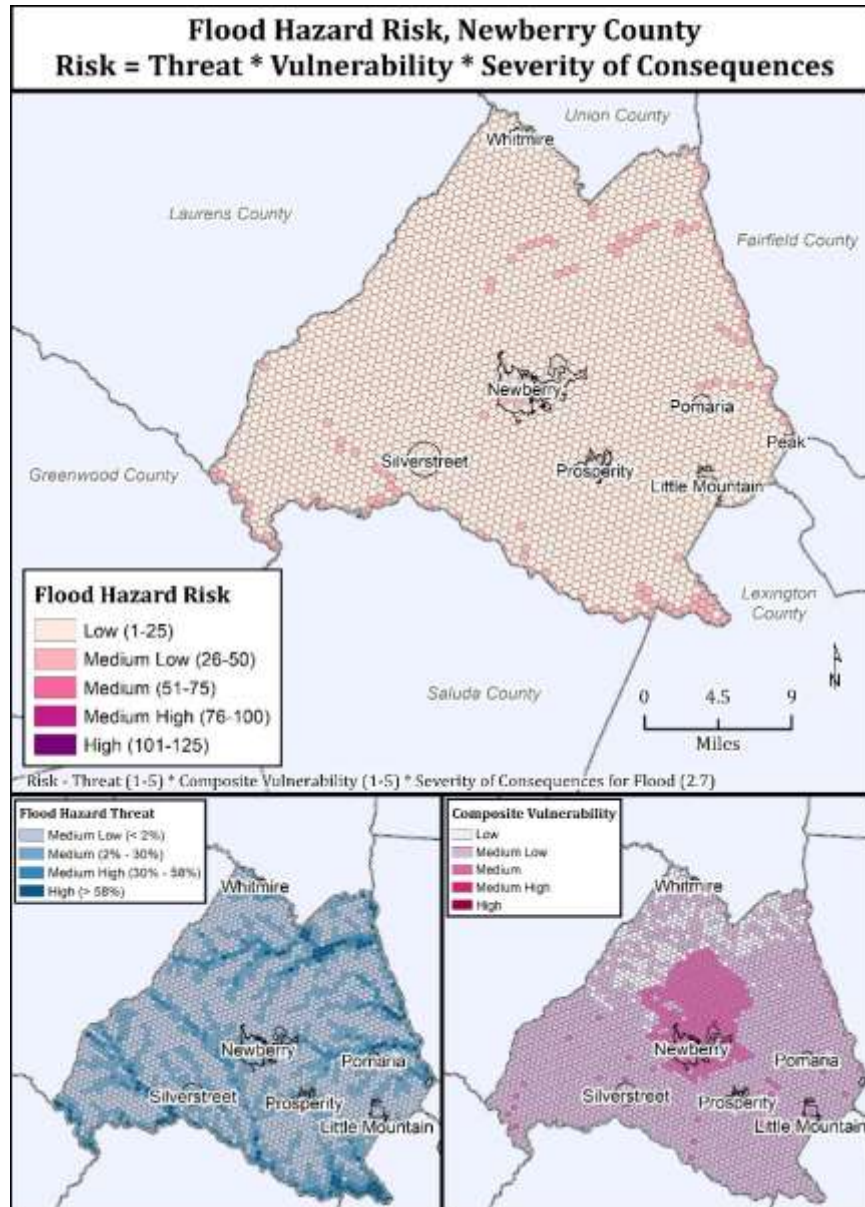 Flood Hazard Risk, Newberry County
Risk = Threat * Vulnerability * Severity of Consequences
Union County
Whitmire
Laurens County
Fairfield County
Newberry
Pomaria
Peak
Greenwood County
Silverstreet
Prosperity
Little Mountain
Flood Hazard Risk
Low (1-25)
Medium Low (26-50)
Medium (51-75)
Medium High (76-100)
High (101-125)
Lexington
County
Saluda County
N
0 4.5 9
Miles
Risk - Threat (1-5) * Composite Vulnerability (1-5) * Severity of Consequences for Flood (2.7)
Flood Hazard Threat
Medium Low (< 2%)
Medium (2% - 30%)
Medium High (30% - 58%)
High (> 58%)
Whitmire
Newberry
Pomaria
Silverstreet
Prosperity
Little Mountain
Composite Vulnerability
Low
Medium Low
Medium
Medium High
High
Whitmire
Newberry
Pomaria
Silverstreet
Prosperity
Little Mountain